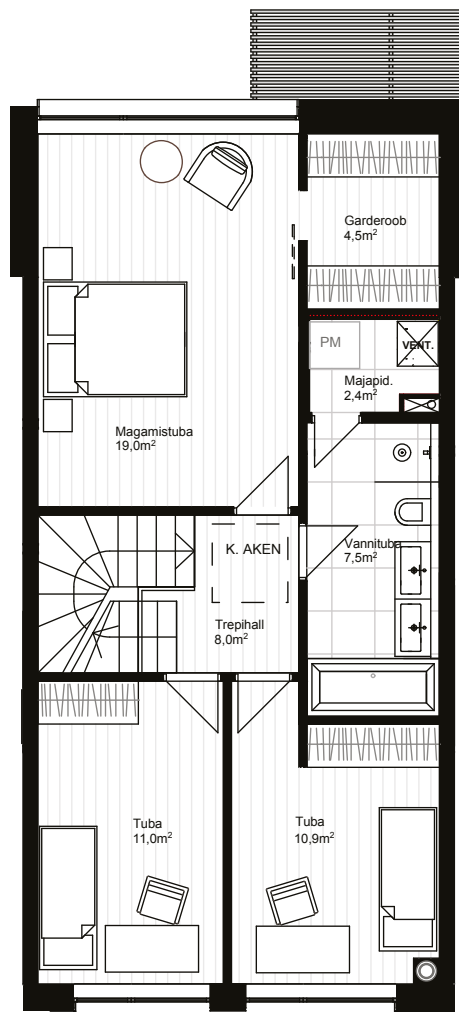 Garderoob
4,5m²
PM
VENT.
Majapid.
2,4m²
Magamistuba
19,0m²
K. AKEN
Vannituba
7,5m²
Trepihall
8,0m²
Tuba
11,0m²
Tuba
10,9m²